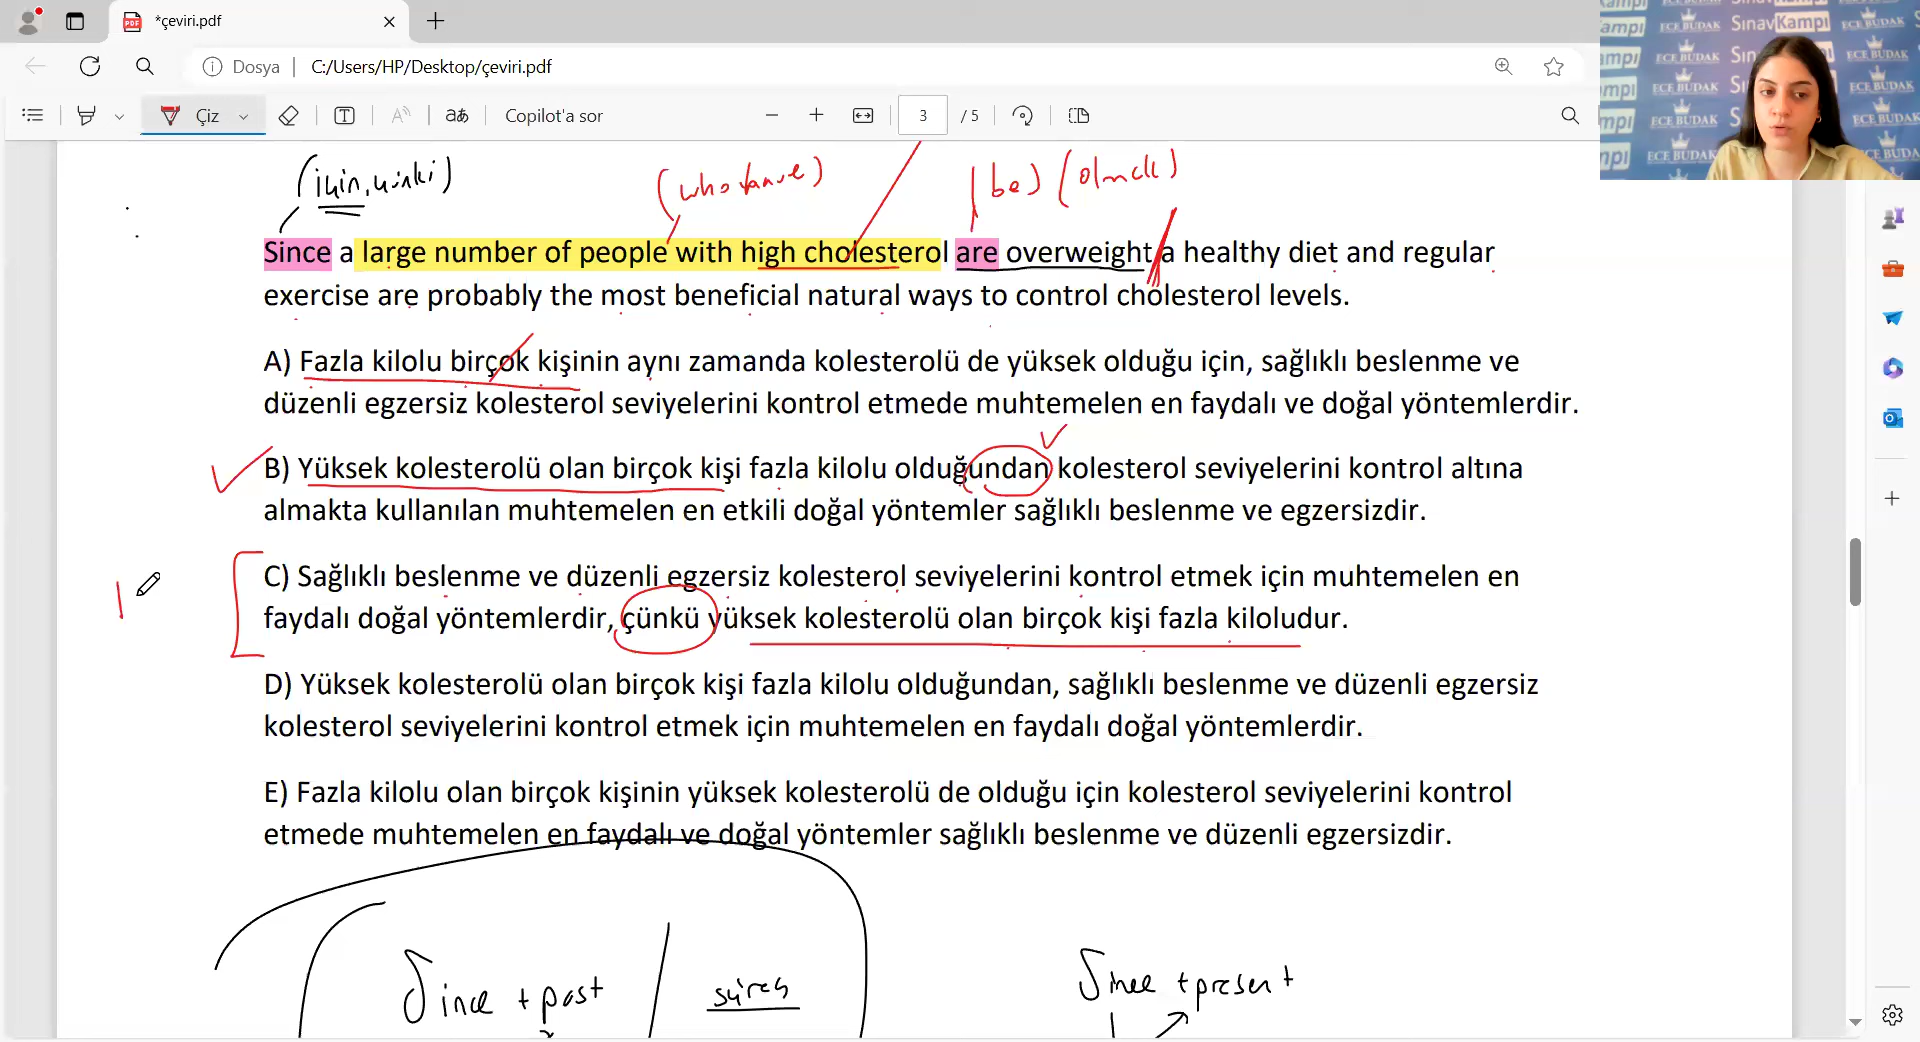 *çeviri.pdf
Dosya | C:/Users/HP/Desktop/çeviri.pdf
Çiz
aあ
Copilot'a sor
3 / 5
ECE BUDAK SınavKampı ECE BUDAK
(için, çünkü)
(who have)
(be) (olmak)
Since a large number of people with high cholesterol are overweight a healthy diet and regular
exercise are probably the most beneficial natural ways to control cholesterol levels.
A) Fazla kilolu birçok kişinin aynı zamanda kolesterolü de yüksek olduğu için, sağlıklı beslenme ve
düzenli egzersiz kolesterol seviyelerini kontrol etmede muhtemelen en faydalı ve doğal yöntemlerdir.
B) Yüksek kolesterolü olan birçok kişi fazla kilolu olduğundan kolesterol seviyelerini kontrol altına
almakta kullanılan muhtemelen en etkili doğal yöntemler sağlıklı beslenme ve egzersizdir.
C) Sağlıklı beslenme ve düzenli egzersiz kolesterol seviyelerini kontrol etmek için muhtemelen en
faydalı doğal yöntemlerdir, çünkü yüksek kolesterolü olan birçok kişi fazla kiloludur.
D) Yüksek kolesterolü olan birçok kişi fazla kilolu olduğundan, sağlıklı beslenme ve düzenli egzersiz
kolesterol seviyelerini kontrol etmek için muhtemelen en faydalı doğal yöntemlerdir.
E) Fazla kilolu olan birçok kişinin yüksek kolesterolü de olduğu için kolesterol seviyelerini kontrol
etmede muhtemelen en faydalı ve doğal yöntemler sağlıklı beslenme ve düzenli egzersizdir.
Since + past | süreç
Since + present